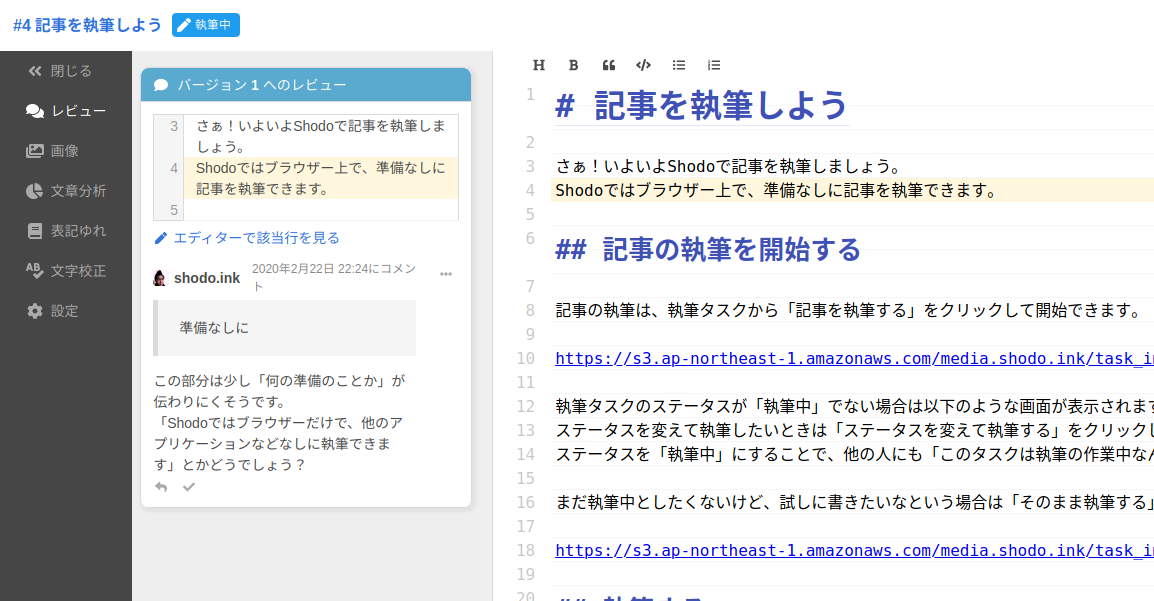 #4 記事を執筆しよう 執筆中
閉じる
レビュー
画像
文章分析
表記ゆれ
文字校正
設定
バージョン 1 へのレビュー
3 さぁ！いよいよShodoで記事を執筆しま
しょう。
4 Shodoではブラウザー上で、準備なしに
記事を執筆できます。
5
エディターで該当行を見る
shodo.ink 2020年2月22日 22:24にコメン
ト
準備なしに
この部分は少し「何の準備のことか」が
伝わりにくそうです。
「Shodoではブラウザーだけで、他のア
プリケーションなどなしに執筆できま
す」とかどうでしょう？
H B
1 # 記事を執筆しよう
2
3 さぁ！いよいよShodoで記事を執筆しましょう。
4 Shodoではブラウザー上で、準備なしに記事を執筆できます。
5
6 ## 記事の執筆を開始する
7
8 記事の執筆は、執筆タスクから「記事を執筆する」をクリックして開始できます。
9
10 https://s3.ap-northeast-1.amazonaws.com/media.shodo.ink/task_i
11
12 執筆タスクのステータスが「執筆中」でない場合は以下のような画面が表示されます
13 ステータスを変えて執筆したいときは「ステータスを変えて執筆する」をクリックし
14 ステータスを「執筆中」にすることで、他の人にも「このタスクは執筆の作業中なん
15
16 まだ執筆中としたくないけど、試しに書きたいなという場合は「そのまま執筆する」
17
18 https://s3.ap-northeast-1.amazonaws.com/media.shodo.ink/task_i
19
20 ## 執筆する